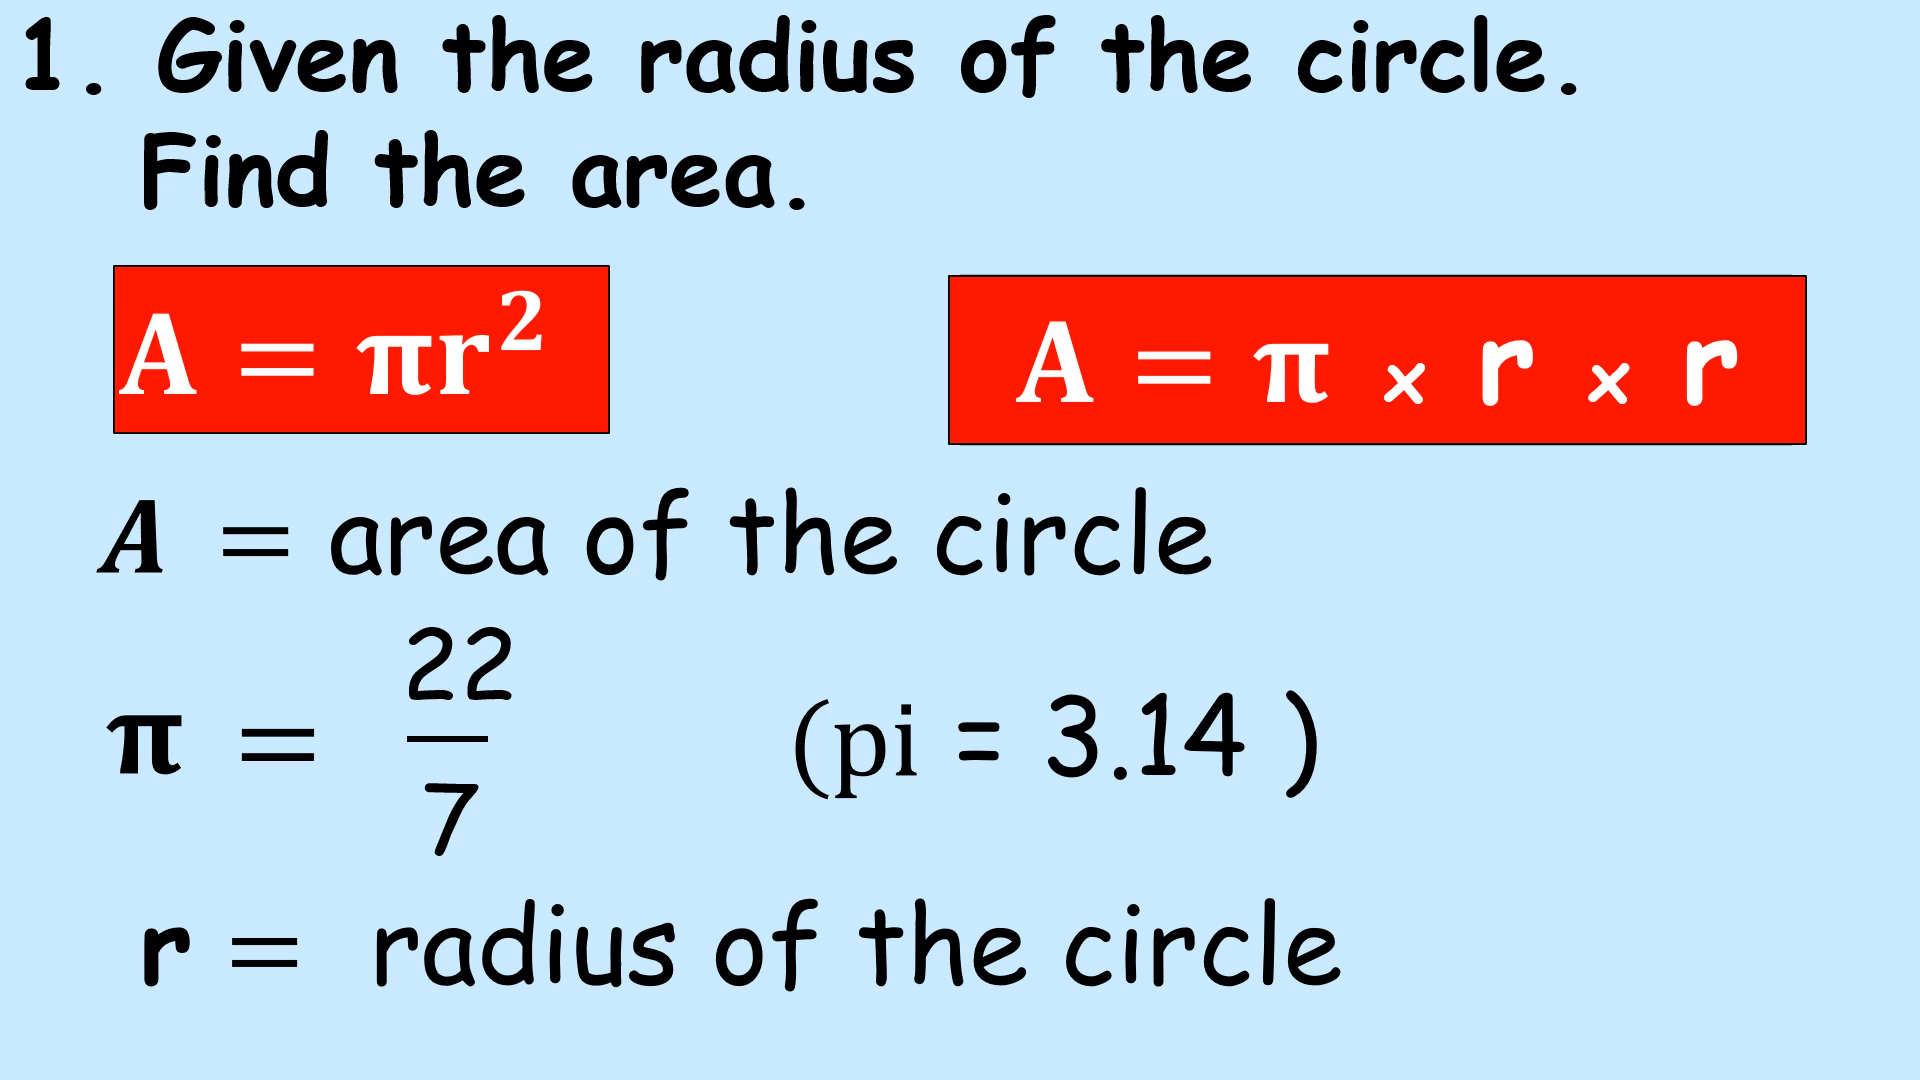 1. Given the radius of the circle.
Find the area.
A = πr²
A = π × r × r
A = area of the circle
π = 22/7 (pi = 3.14 )
r = radius of the circle